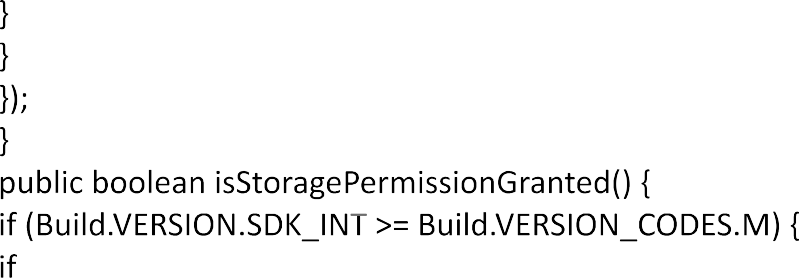 }
}
});
}
public boolean isStoragePermissionGranted() {
if (Build.VERSION.SDK_INT >= Build.VERSION_CODES.M) {
if